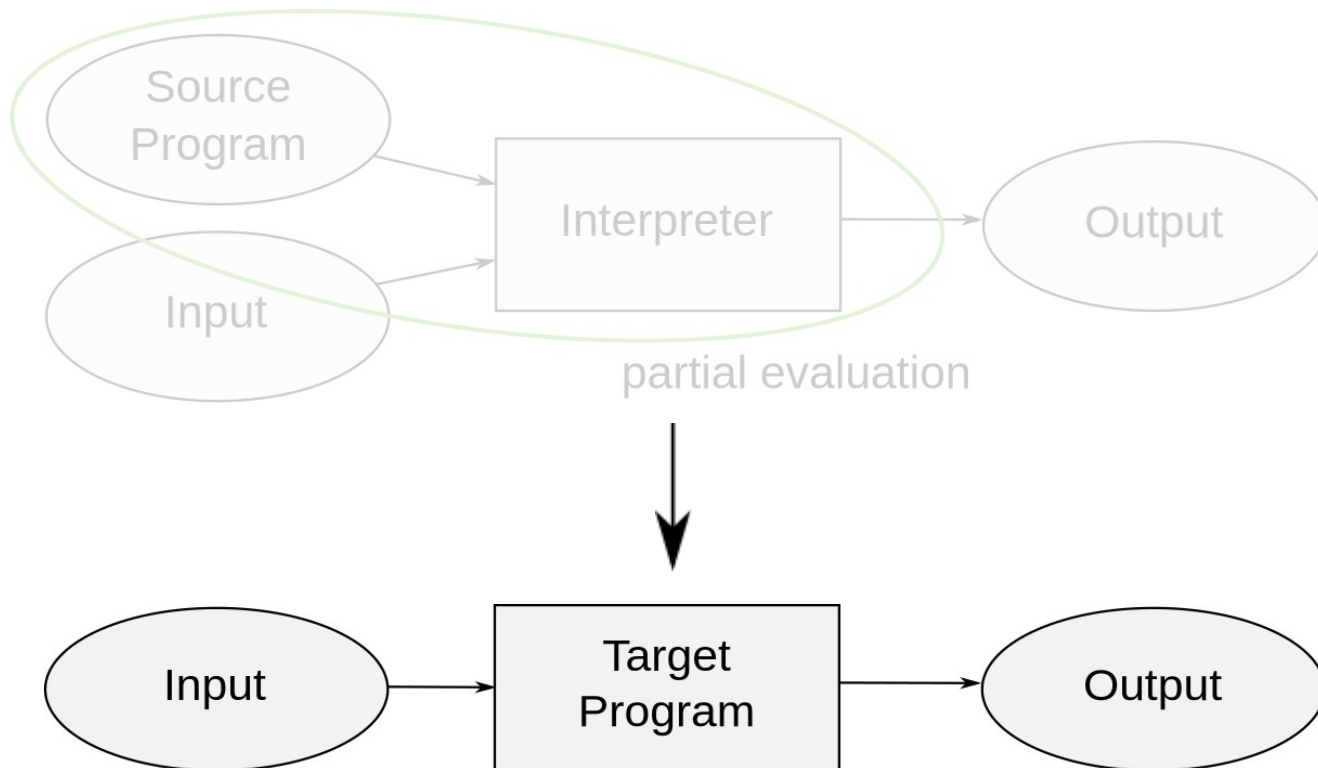 Source
Program
Interpreter
Output
Input
partial evaluation
Input
Target
Program
Output